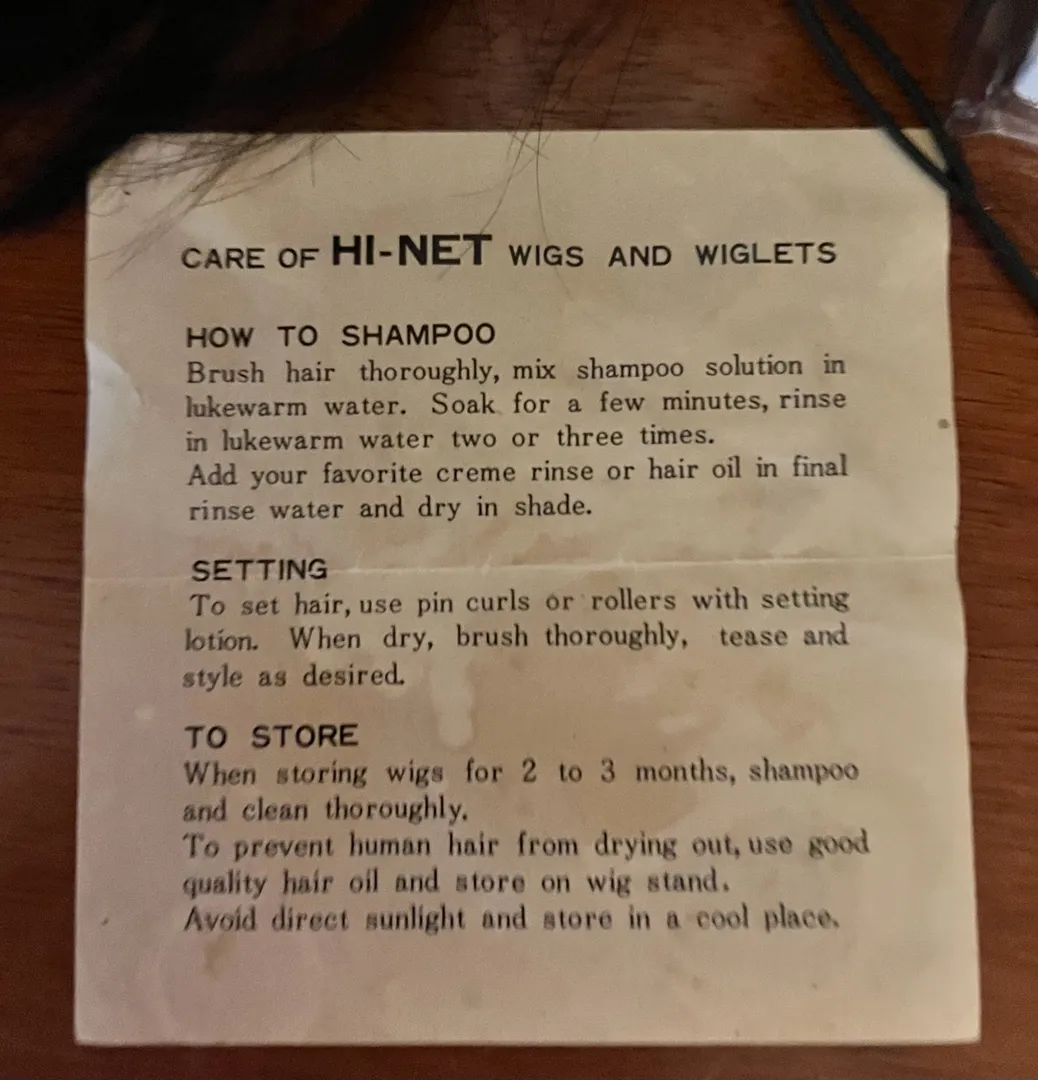 CARE OF HI-NET WIGS AND WIGLETS
HOW TO SHAMPOO
Brush hair thoroughly, mix shampoo solution in
lukewarm water. Soak for a few minutes, rinse
in lukewarm water two or three times.
Add your favorite creme rinse or hair oil in final
rinse water and dry in shade.
SETTING
To set hair, use pin curls or rollers with setting
lotion. When dry, brush thoroughly, tease and
style as desired.
TO STORE
When storing wigs for 2 to 3 months, shampoo
and clean thoroughly.
To prevent human hair from drying out, use good
quality hair oil and store on wig stand.
Avoid direct sunlight and store in a cool place.